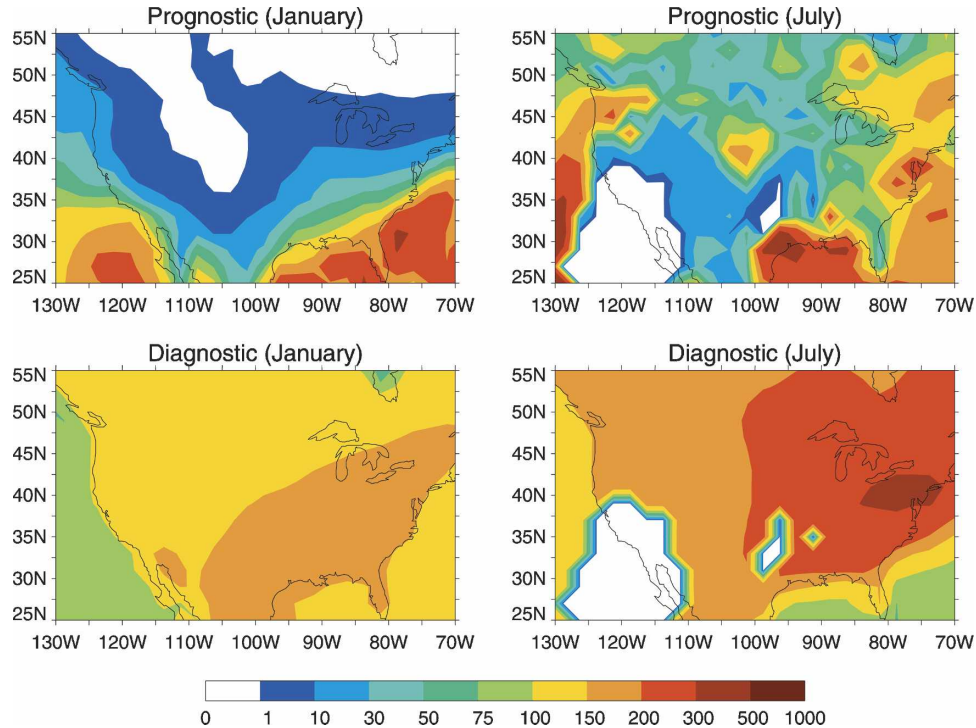 Prognostic (January)
Prognostic (July)
55N
50N
45N
40N
35N
30N
25N
130W 120W 110W 100W 90W 80W 70W
55N
50N
45N
40N
35N
30N
25N
130W 120W 110W 100W 90W 80W 70W
Diagnostic (January)
Diagnostic (July)
55N
50N
45N
40N
35N
30N
25N
130W 120W 110W 100W 90W 80W 70W
55N
50N
45N
40N
35N
30N
25N
130W 120W 110W 100W 90W 80W 70W
0 1 10 30 50 75 100 150 200 300 500 1000